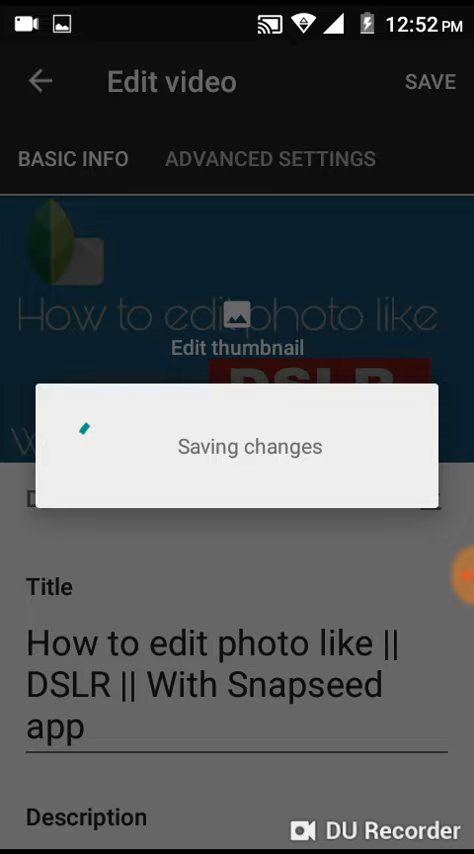 12:52 PM
Edit video
SAVE
BASIC INFO
ADVANCED SETTINGS
How to edit photo like
Edit thumbnail
DSLR
W
Saving changes
D
Title
How to edit photo like ||
DSLR || With Snapseed
app
Description
DU Recorder